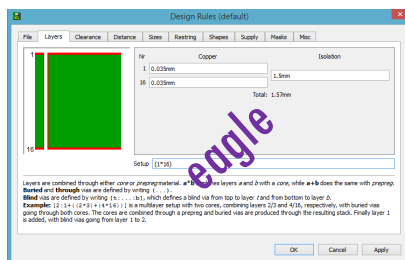 Design Rules (default)
File Layers Clearance Distance Sizes Restring Shapes Supply Masks Misc
Nr Copper Isolation
1
1 0.035mm
1.5mm
16 0.035mm
Total: 1.57mm
16
eagle
Setup (1*16)
Layers are combined through either core or prepreg material. a*b layers a and b with a core, while a+b does the same with prepreg.
Buried and through vias are defined by writing (...).
Blind vias are defined by writing [t:...:b], which defines a blind via from top to layer t and from bottom to layer b.
Example: [2:1+((2*3)+(4*16))] is a multilayer setup with two cores, combining layers 2/3 and 4/16, respectively, with buried vias
going through both cores. The cores are combined through a prepreg and buried vias are produced through the resulting stack. Finally layer 1
is added, with blind vias going from layer 1 to 2.
OK Cancel Apply